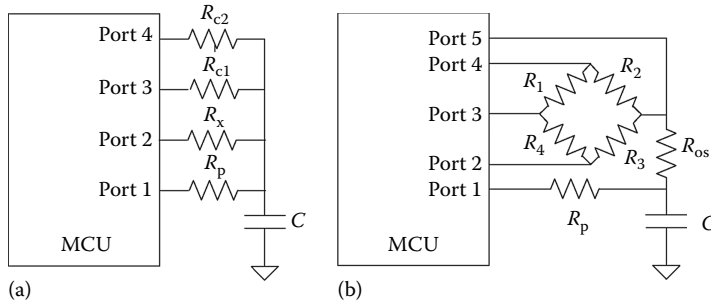 Port 4
R_c2
Port 3
R_c1
Port 2
R_x
Port 1
R_p
C
MCU
(a)
Port 5
Port 4
R_1
R_2
Port 3
R_4
R_3
R_os
Port 2
Port 1
R_p
C
MCU
(b)